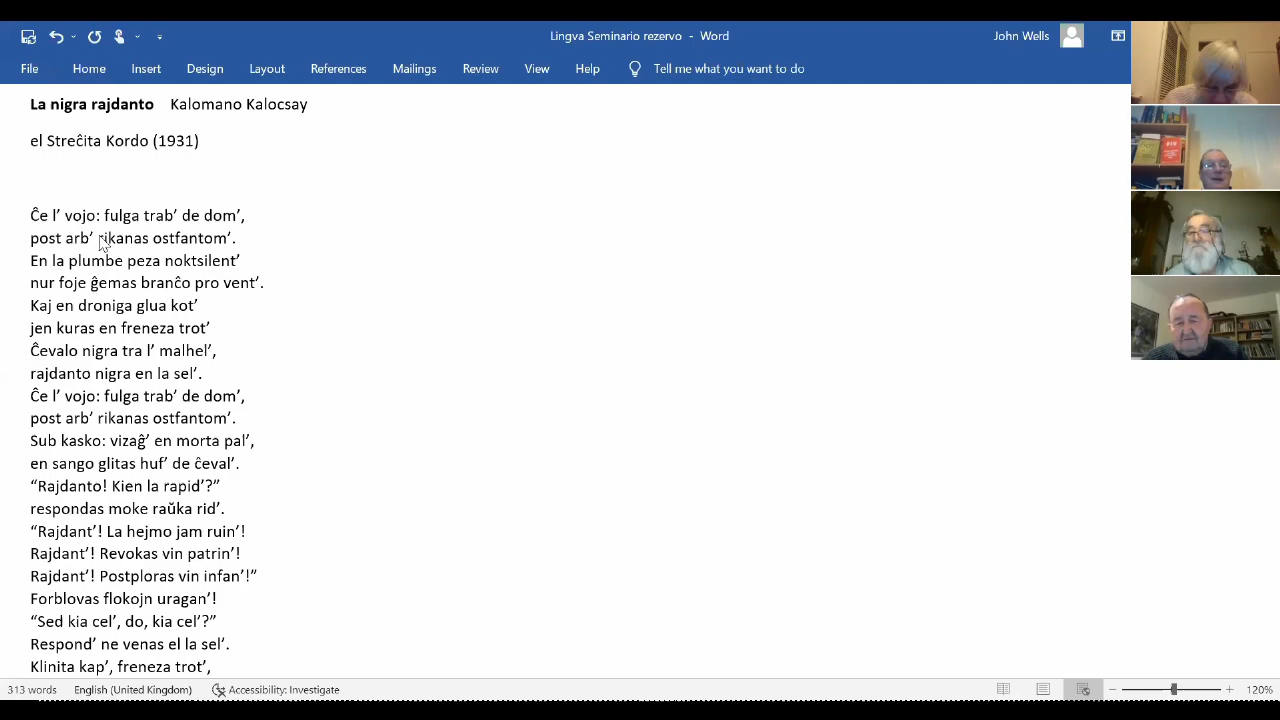 Lingva Seminario rezervo - Word
John Wells
File Home Insert Design Layout References Mailings Review View Help Tell me what you want to do
La nigra rajdanto Kalomano Kalocsay
el Streĉita Kordo (1931)
Ĉe l’ vojo: fulga trab’ de dom’,
post arb’ rikanas ostfantom’.
En la plumbe peza noktsilent’
nur foje ĝemas branĉo pro vent’.
Kaj en droniga glua kot’
jen kuras en freneza trot’
Ĉevalo nigra tra l’ malhel’,
rajdanto nigra en la sel’.
Ĉe l’ vojo: fulga trab’ de dom’,
post arb’ rikanas ostfantom’.
Sub kasko: vizaĝ’ en morta pal’,
en sango glitas huf’ de ĉeval’.
“Rajdanto! Kien la rapid’?”
respondas moke raŭka rid’.
“Rajdant’! La hejmo jam ruin’!
Rajdant’! Revokas vin patrin’!
Rajdant’! Postploras vin infan’!”
Forblovas flokojn uragan’!
“Sed kia cel’, do, kia cel’?”
Respond’ ne venas el la sel’.
Klinita kap’, freneza trot’,
313 words English (United Kingdom) Accessibility: Investigate 120%